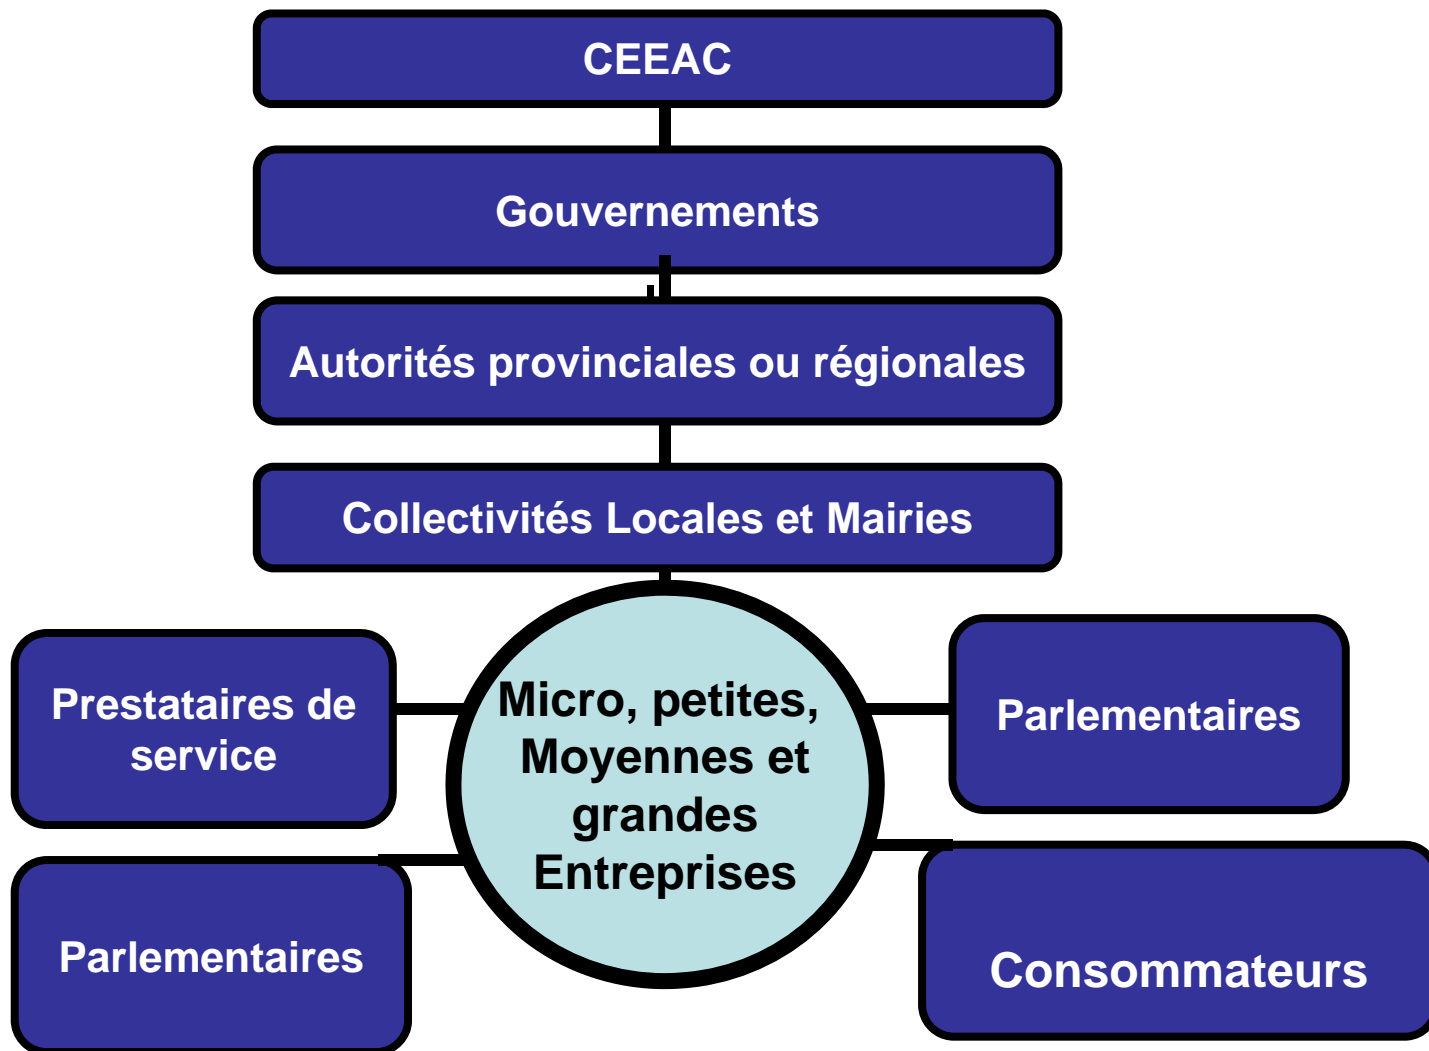 CEEAC
Gouvernements
Autorités provinciales ou régionales
Collectivités Locales et Mairies
Prestataires de
service
Micro, petites,
Moyennes et
grandes
Entreprises
Parlementaires
Parlementaires
Consommateurs